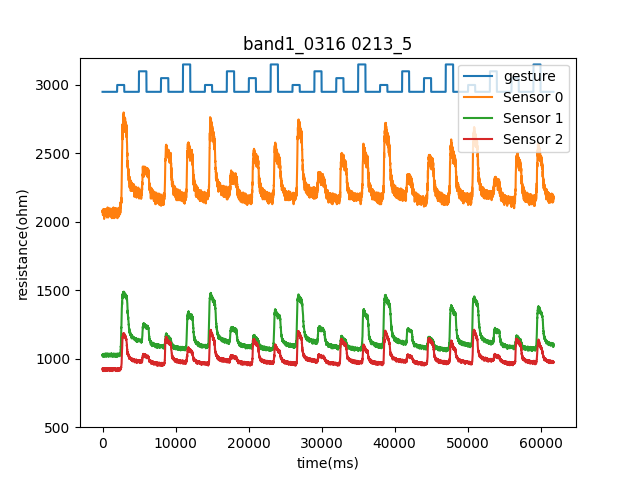 band1_0316 0213_5
gesture
Sensor 0
Sensor 1
Sensor 2
resistance(ohm)
3000
2500
2000
1500
1000
500
0
10000
20000
30000
40000
50000
60000
time(ms)